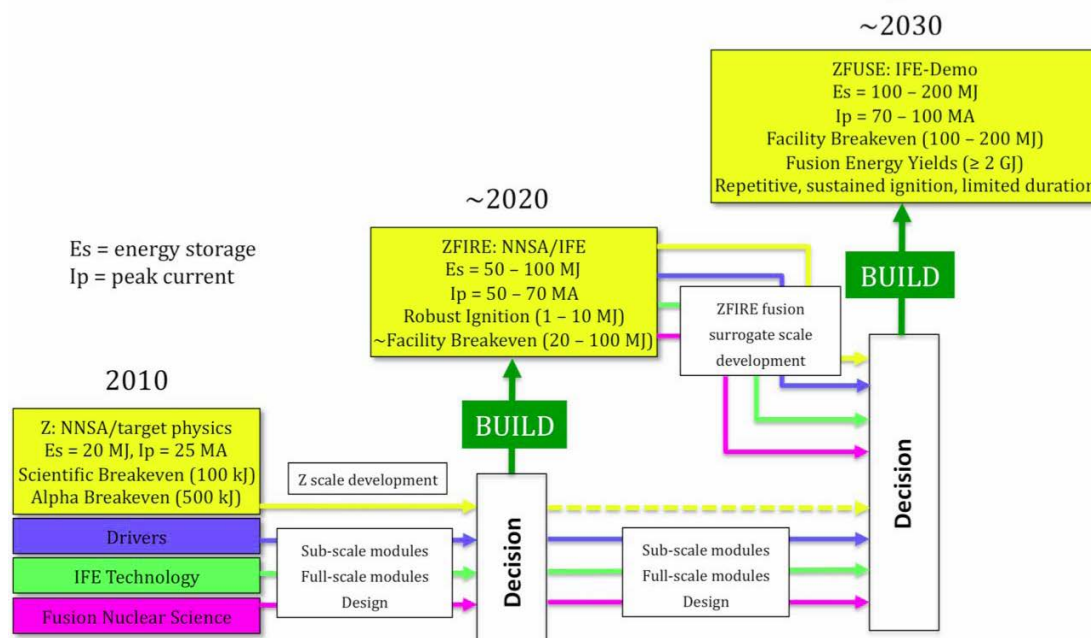 ~2030
ZFUSE: IFE-Demo
Es = 100 – 200 MJ
Ip = 70 – 100 MA
Facility Breakeven (100 – 200 MJ)
Fusion Energy Yields (≥ 2 GJ)
Repetitive, sustained ignition, limited duration
~2020
Es = energy storage
Ip = peak current
ZFIRE: NNSA/IFE
Es = 50 – 100 MJ
Ip = 50 – 70 MA
Robust Ignition (1 – 10 MJ)
~Facility Breakeven (20 – 100 MJ)
BUILD
ZFIRE fusion
surrogate scale
development
2010
Z: NNSA/target physics
Es = 20 MJ, Ip = 25 MA
Scientific Breakeven (100 kJ)
Alpha Breakeven (500 kJ)
BUILD
Z scale development
Drivers
IFE Technology
Fusion Nuclear Science
Sub-scale modules
Full-scale modules
Design
Decision
Sub-scale modules
Full-scale modules
Design
Decision